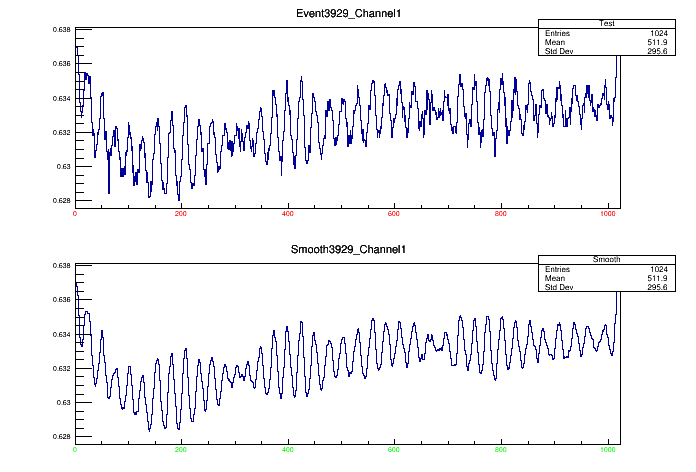 Event3929_Channel1
Test
Entries 1024
Mean 511.9
Std Dev 295.6
0.638
0.636
0.634
0.632
0.63
0.628
0 200 400 600 800 1000
Smooth3929_Channel1
Smooth
Entries 1024
Mean 511.9
Std Dev 295.6
0.638
0.636
0.634
0.632
0.63
0.628
0 200 400 600 800 1000